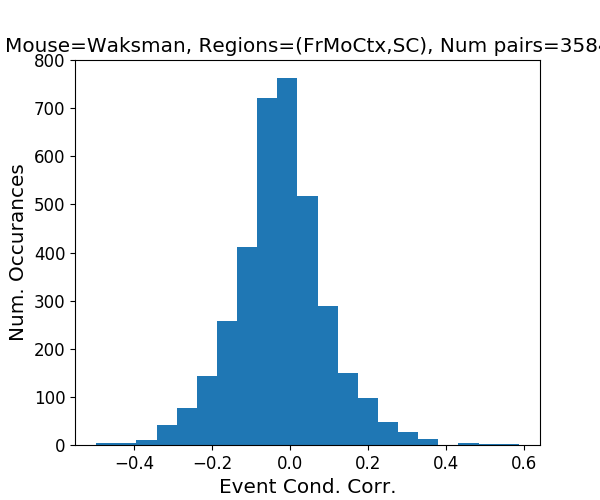 Mouse=Waksman, Regions=(FrMoCtx,SC), Num pairs=358
800
700
600
500
400
300
200
100
0
Num. Occurances
−0.4 −0.2 0.0 0.2 0.4 0.6
Event Cond. Corr.